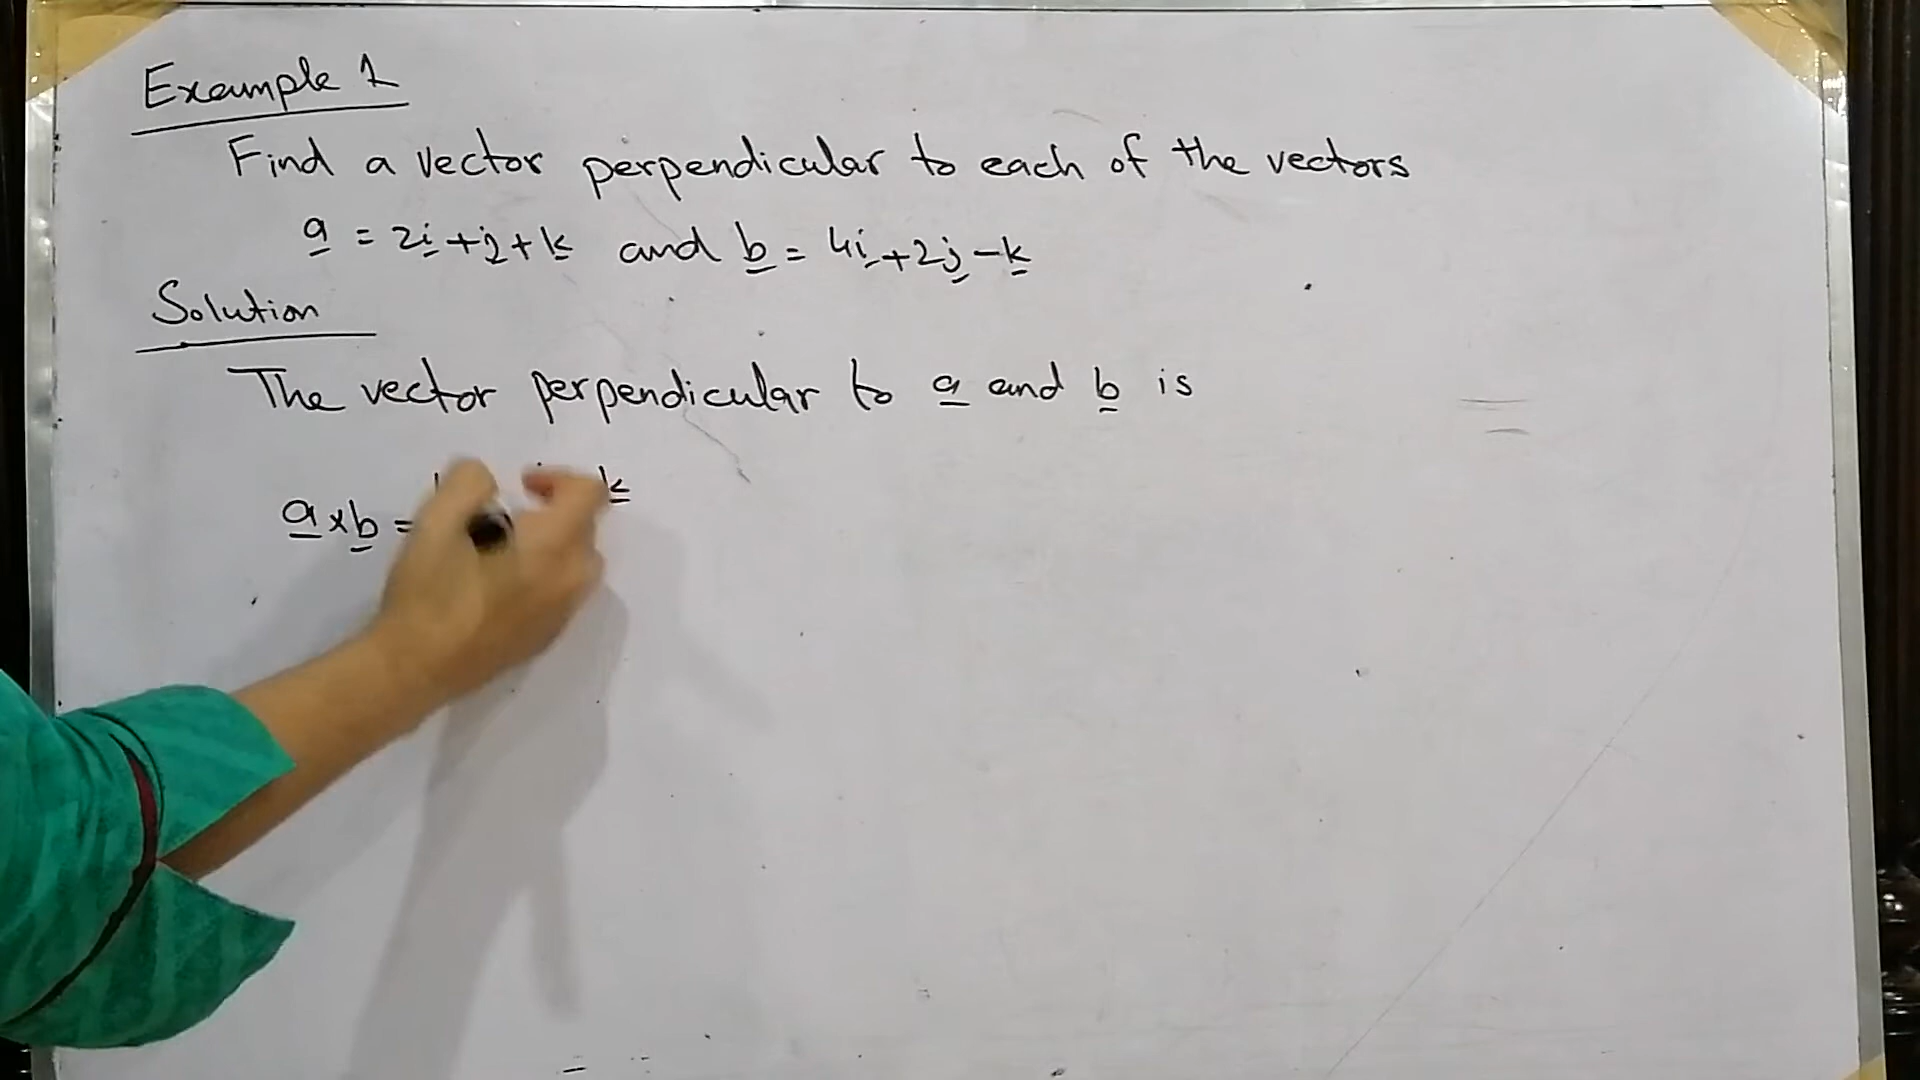 Example 1
Find a vector perpendicular to each of the vectors
a = 2i + j + k and b = 4i + 2j - k
Solution
The vector perpendicular to a and b is
a × b = k